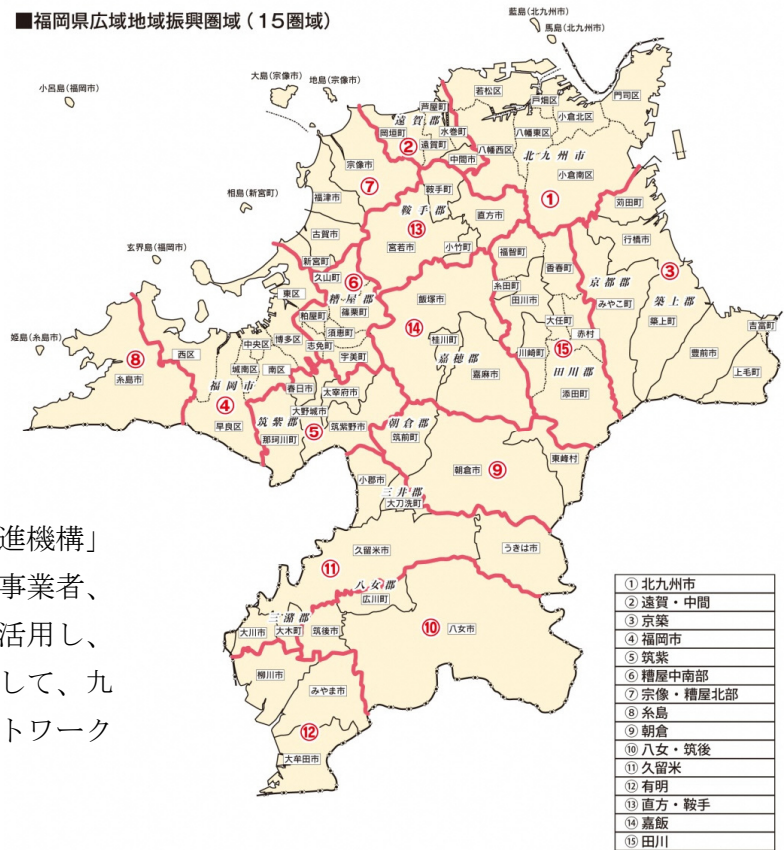 ■福岡県広域地域振興圏域（15圏域）
藍島(北九州市)
馬島(北九州市)
大島(宗像市)
地島(宗像市)
小呂島(福岡市)
相島(新宮町)
玄界島(福岡市)
姫島(糸島市)
芦屋町
若松区
戸畑区
門司区
小倉北区
遠賀郡
岡垣町
水巻町
遠賀町
②
中間市
八幡東区
八幡西区
北九州市
小倉南区
①
宗像市
⑦
福津市
古賀市
新宮町
鞍手町
鞍手郡
⑬
宮若市
直方市
小竹町
苅田町
行橋市
③
京都郡
みやこ町
築上郡
築上町
吉富町
豊前市
上毛町
福智町
香春町
糸田町
田川市
大任町
赤村
⑮
川崎町
田川郡
添田町
久山町
⑥
糟屋郡
篠栗町
粕屋町
須恵町
志免町
宇美町
飯塚市
⑭
桂川町
嘉穂郡
嘉麻市
東区
博多区
中央区
城南区
南区
西区
福岡市
④
早良区
⑧
糸島市
春日市
太宰府市
大野城市
筑紫郡
⑤
筑紫野市
那珂川町
朝倉郡
筑前町
⑨
朝倉市
東峰村
小郡市
三井郡
大刀洗町
久留米市
⑪
うきは市
八女郡
広川町
三潴郡
大川市
大木町
筑後市
⑩
八女市
柳川市
みやま市
⑫
大牟田市
進機構」
事業者、
活用し、
して、九
トワーク
① 北九州市
② 遠賀・中間
③ 京築
④ 福岡市
⑤ 筑紫
⑥ 糟屋中南部
⑦ 宗像・糟屋北部
⑧ 糸島
⑨ 朝倉
⑩ 八女・筑後
⑪ 久留米
⑫ 有明
⑬ 直方・鞍手
⑭ 嘉飯
⑮ 田川